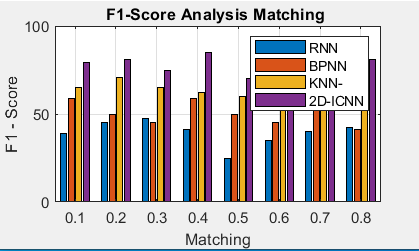 F1-Score Analysis Matching
100
50
0
F1 - Score
RNN
BPNN
KNN-
2D-ICNN
0.1 0.2 0.3 0.4 0.5 0.6 0.7 0.8
Matching